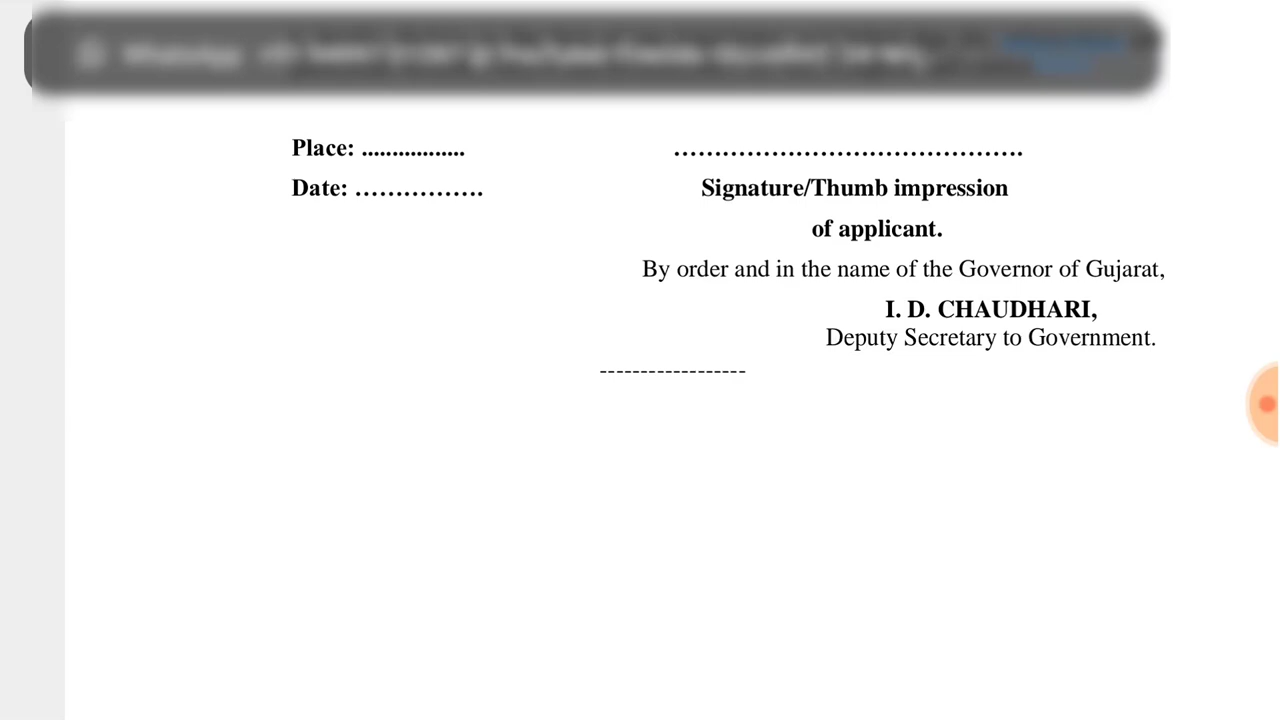 Place: .................
……………………………………
Date: …………….
Signature/Thumb impression
of applicant.
By order and in the name of the Governor of Gujarat,
I. D. CHAUDHARI,
Deputy Secretary to Government.
------------------